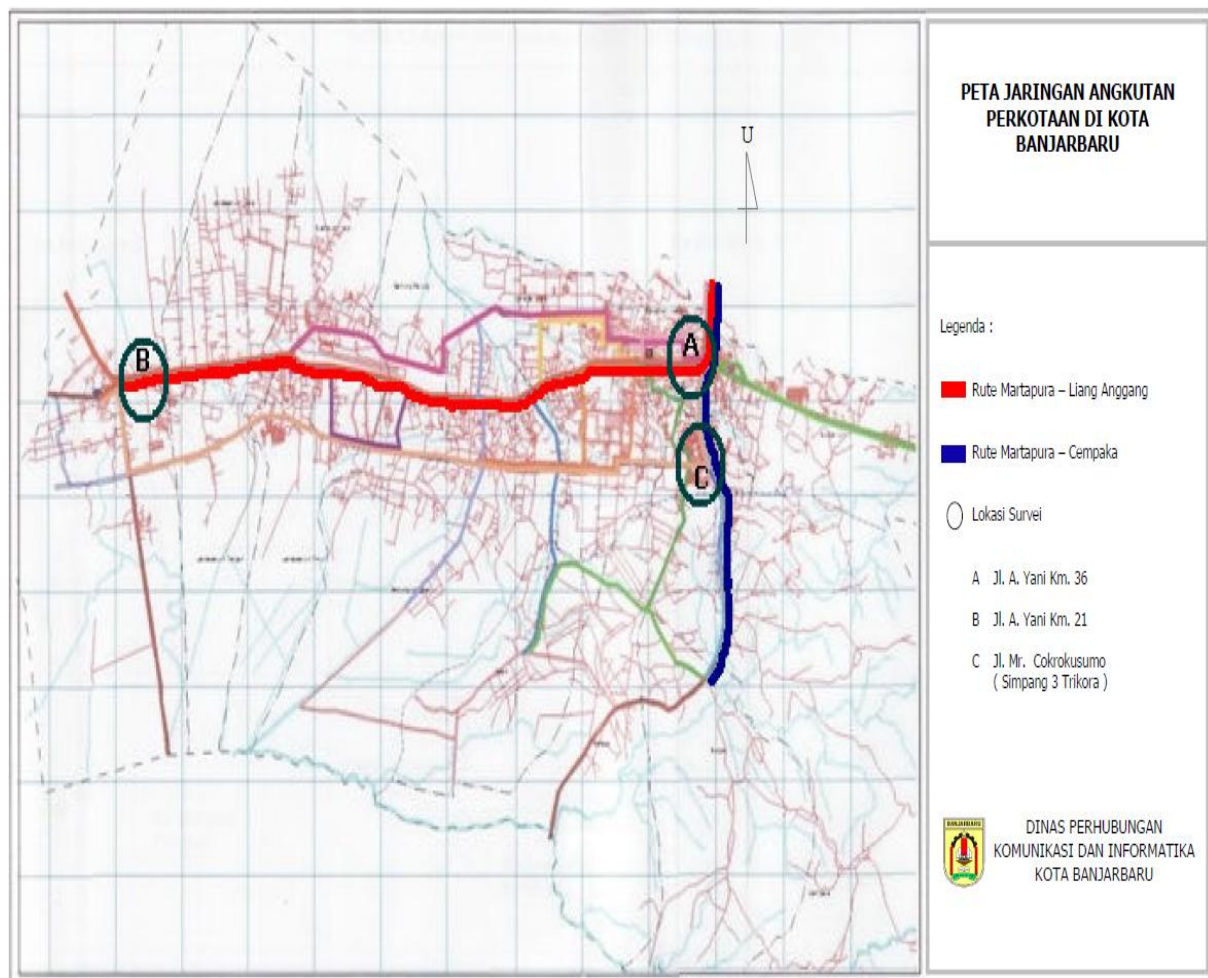 PETA JARINGAN ANGKUTAN
PERKOTAAN DI KOTA
BANJARBARU
U
A
B
C
Legenda :
Rute Martapura – Liang Anggang
Rute Martapura – Cempaka
Lokasi Survei
A Jl. A. Yani Km. 36
B Jl. A. Yani Km. 21
C Jl. Mr. Cokrokusumo
( Simpang 3 Trikora )
BANJARBARU
DINAS PERHUBUNGAN
KOMUNIKASI DAN INFORMATIKA
KOTA BANJARBARU